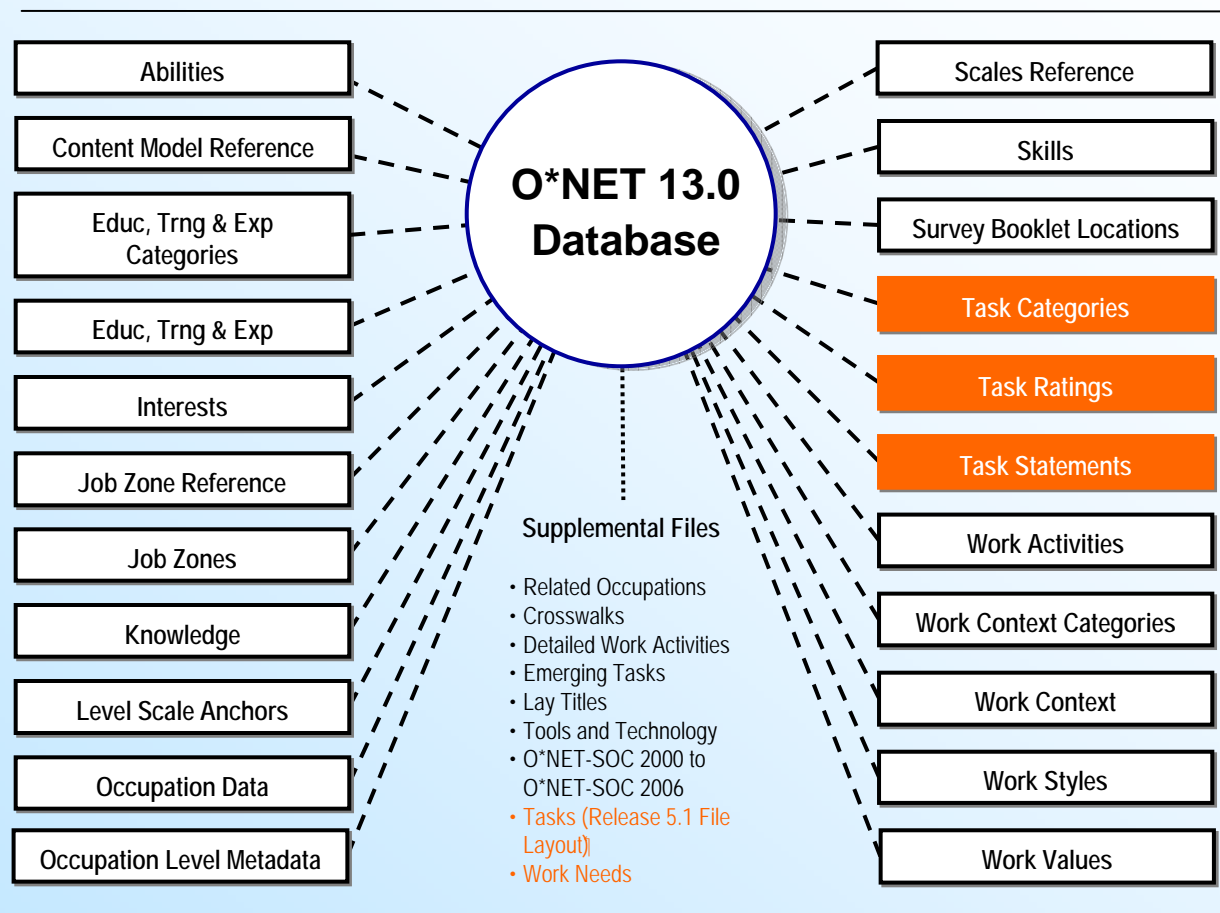 Abilities
Content Model Reference
Educ, Trng & Exp
Categories
Educ, Trng & Exp
Interests
Job Zone Reference
Job Zones
Knowledge
Level Scale Anchors
Occupation Data
Occupation Level Metadata
O*NET 13.0
Database
Supplemental Files
• Related Occupations
• Crosswalks
• Detailed Work Activities
• Emerging Tasks
• Lay Titles
• Tools and Technology
• O*NET-SOC 2000 to
O*NET-SOC 2006
• Tasks (Release 5.1 File
Layout)
• Work Needs
Scales Reference
Skills
Survey Booklet Locations
Task Categories
Task Ratings
Task Statements
Work Activities
Work Context Categories
Work Context
Work Styles
Work Values